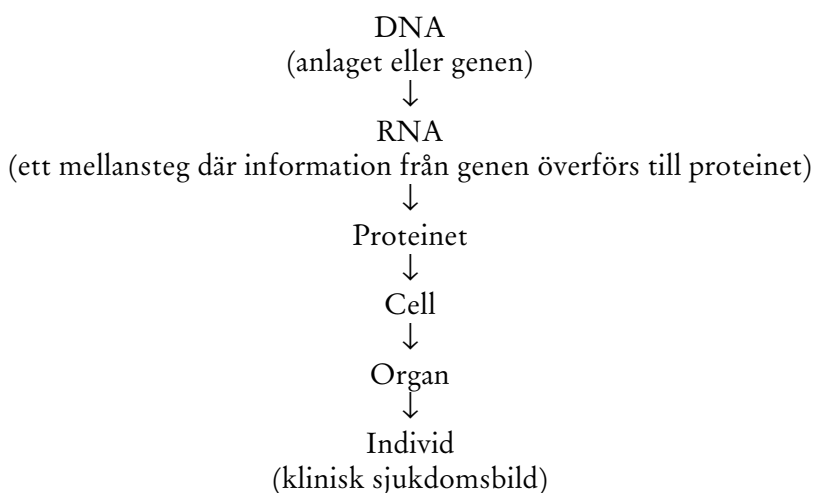 DNA
(anlaget eller genen)
↓
RNA
(ett mellansteg där information från genen överförs till proteinet)
↓
Proteinet
↓
Cell
↓
Organ
↓
Individ
(klinisk sjukdomsbild)